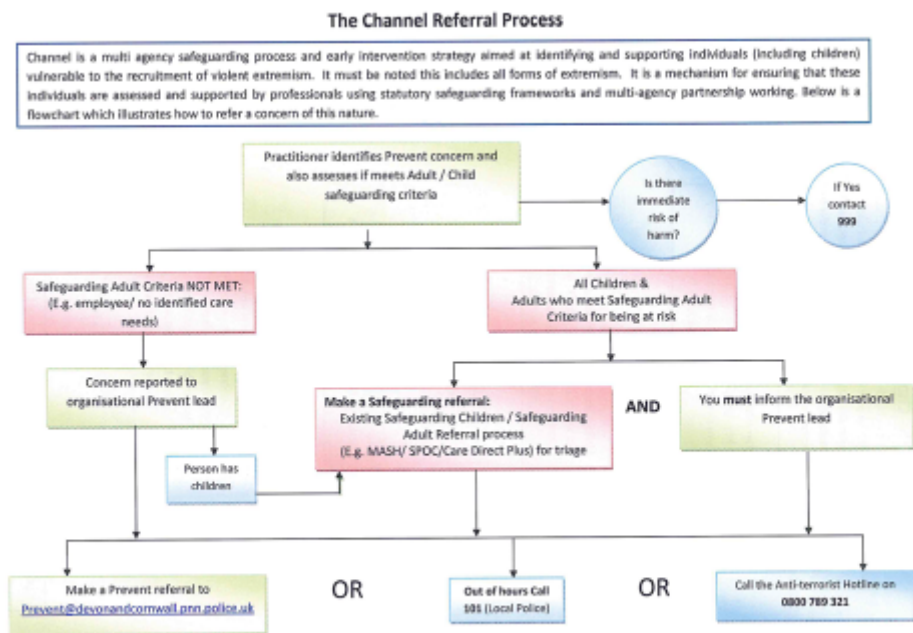 The Channel Referral Process
Channel is a multi agency safeguarding process and early intervention strategy aimed at identifying and supporting individuals (including children)
vulnerable to the recruitment of violent extremism. It must be noted this includes all forms of extremism. It is a mechanism for ensuring that these
individuals are assessed and supported by professionals using statutory safeguarding frameworks and multi-agency partnership working. Below is a
flowchart which illustrates how to refer a concern of this nature.
Practitioner identifies Prevent concern and
also assesses if meets Adult / Child
safeguarding criteria
Is there
immediate
risk of
harm?
If Yes
contact
999
Safeguarding Adult Criteria NOT MET:
(E.g. employee/ no identified care
needs)
All Children &
Adults who meet Safeguarding Adult
Criteria for being at risk
Concern reported to
organisational Prevent lead
Make a Safeguarding referral:
Existing Safeguarding Children / Safeguarding
Adult Referral process
(E.g. MASH/ SPOC/Care Direct Plus) for triage
AND
You must inform the organisational
Prevent lead
Person has
children
Make a Prevent referral to
Prevent@devonandcornwall.pnn.police.uk
OR
Out of hours Call
101 (Local Police)
OR
Call the Anti-terrorist Hotline on
0800 789 321